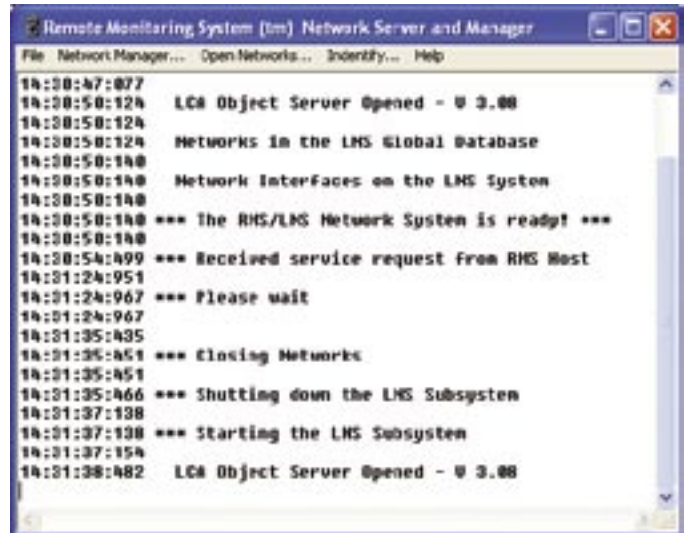 Remote Monitoring System (tm) Network Server and Manager
File Network Manager... Open Networks... Indentify... Help
14:30:47:077
14:30:50:124 LCA Object Server Opened - V 3.08
14:30:50:124
14:30:50:124 Networks in the LNS Global Database
14:30:50:140
14:30:50:140 Network Interfaces on the LNS System
14:30:50:140
14:30:50:140 *** The RMS/LNS Network System is ready! ***
14:30:50:140
14:30:54:499 *** Received service request from RMS Host
14:31:24:951
14:31:24:967 *** Please wait
14:31:24:967
14:31:35:435
14:31:35:451 *** Closing Networks
14:31:35:451
14:31:35:466 *** Shutting down the LNS Subsystem
14:31:37:138
14:31:37:138 *** Starting the LNS Subsystem
14:31:37:154
14:31:38:482 LCA Object Server Opened - V 3.08